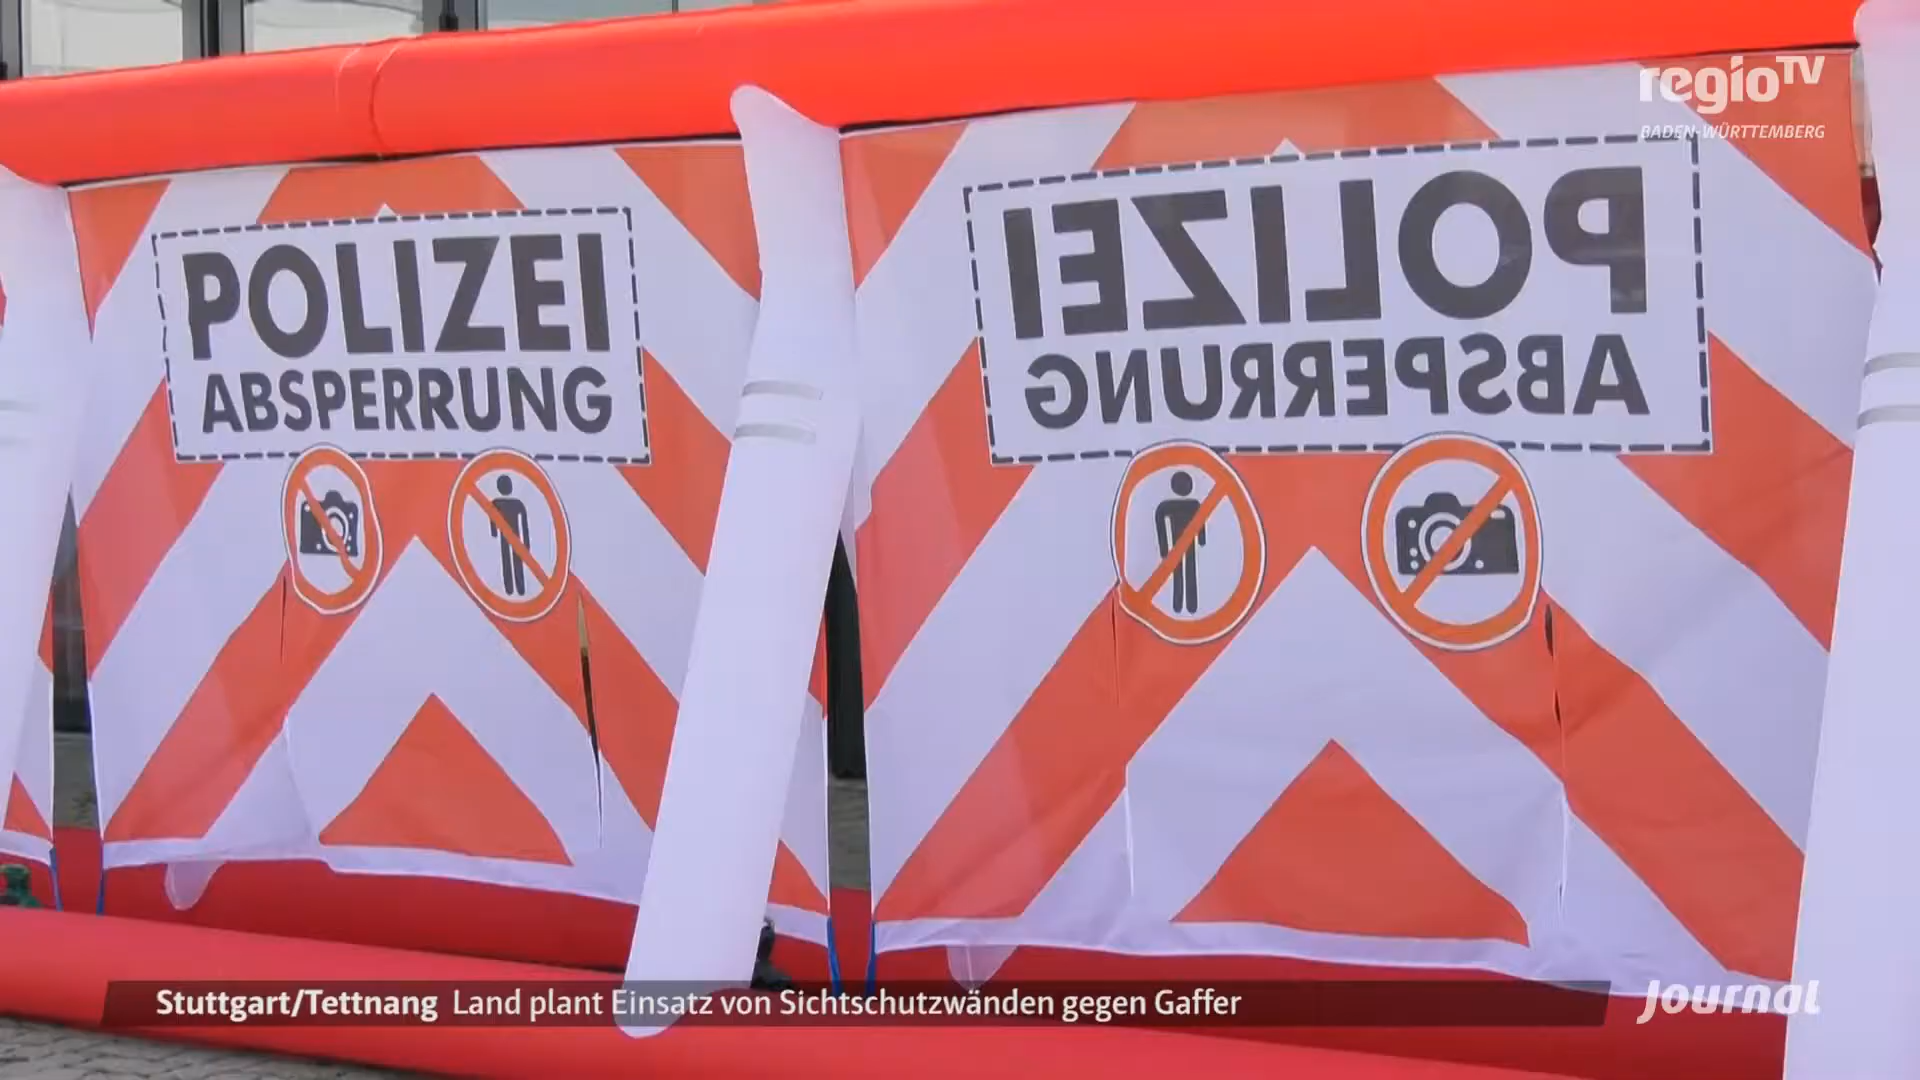 regioTV
BADEN-WÜRTTEMBERG
POLIZEI
ABSPERRUNG
POLIZEI
ABSPERRUNG
Stuttgart/Tettnang Land plant Einsatz von Sichtschutzwänden gegen Gaffer
Journal